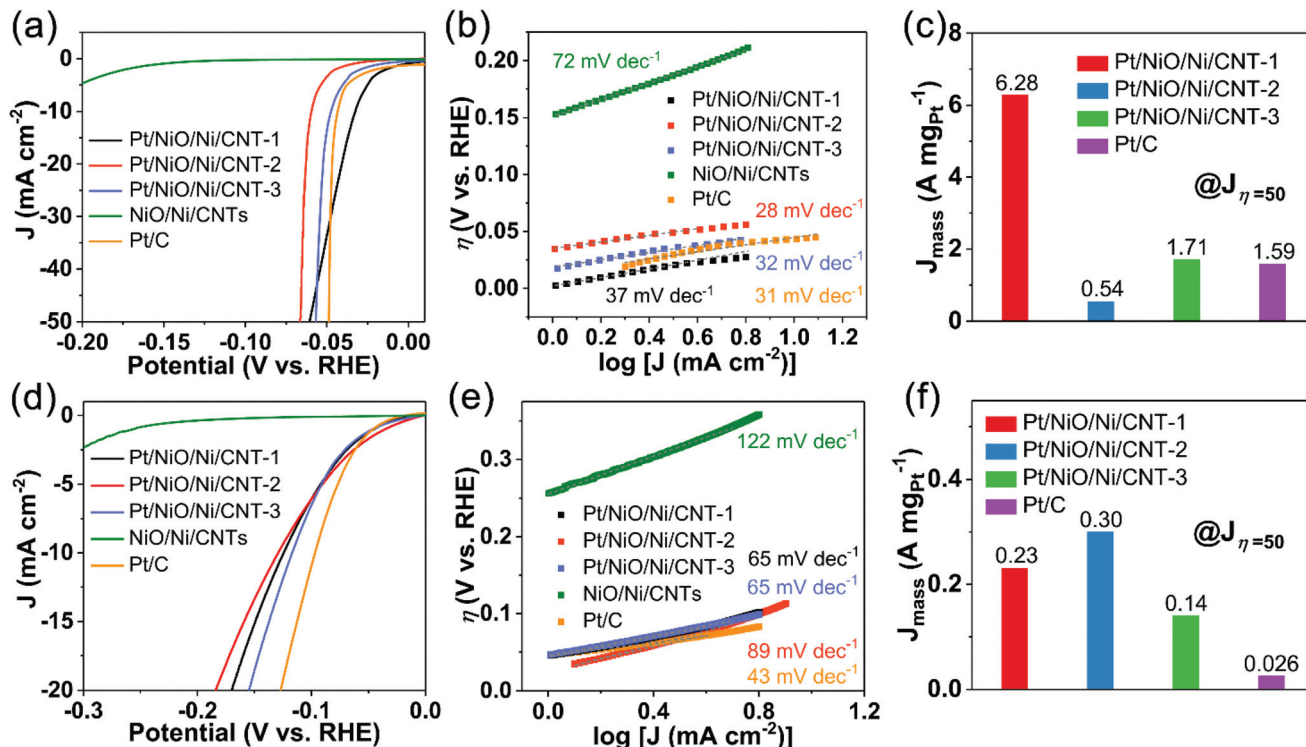 (a)
0
-10
-20
-30
-40
-50
J (mA cm⁻²)
Pt/NiO/Ni/CNT-1
Pt/NiO/Ni/CNT-2
Pt/NiO/Ni/CNT-3
NiO/Ni/CNTs
Pt/C
-0.20 -0.15 -0.10 -0.05 0.00
Potential (V vs. RHE)
(b)
0.20
0.15
0.10
0.05
0.00
η (V vs. RHE)
72 mV dec⁻¹
Pt/NiO/Ni/CNT-1
Pt/NiO/Ni/CNT-2
Pt/NiO/Ni/CNT-3
NiO/Ni/CNTs
Pt/C
28 mV dec⁻¹
32 mV dec⁻¹
37 mV dec⁻¹
31 mV dec⁻¹
0.0 0.2 0.4 0.6 0.8 1.0 1.2
log [J (mA cm⁻²)]
(c)
8
6
4
2
0
J_mass (A mg_Pt⁻¹)
Pt/NiO/Ni/CNT-1
Pt/NiO/Ni/CNT-2
Pt/NiO/Ni/CNT-3
Pt/C
@J_η=50
6.28
0.54
1.71
1.59
(d)
0
-5
-10
-15
-20
J (mA cm⁻²)
Pt/NiO/Ni/CNT-1
Pt/NiO/Ni/CNT-2
Pt/NiO/Ni/CNT-3
NiO/Ni/CNTs
Pt/C
-0.3 -0.2 -0.1 0.0
Potential (V vs. RHE)
(e)
0.3
0.2
0.1
0.0
η (V vs. RHE)
122 mV dec⁻¹
Pt/NiO/Ni/CNT-1
Pt/NiO/Ni/CNT-2
Pt/NiO/Ni/CNT-3
NiO/Ni/CNTs
Pt/C
65 mV dec⁻¹
65 mV dec⁻¹
89 mV dec⁻¹
43 mV dec⁻¹
0.0 0.4 0.8 1.2
log [J (mA cm⁻²)]
(f)
0.4
0.2
0.0
J_mass (A mg_Pt⁻¹)
Pt/NiO/Ni/CNT-1
Pt/NiO/Ni/CNT-2
Pt/NiO/Ni/CNT-3
Pt/C
@J_η=50
0.23
0.30
0.14
0.026